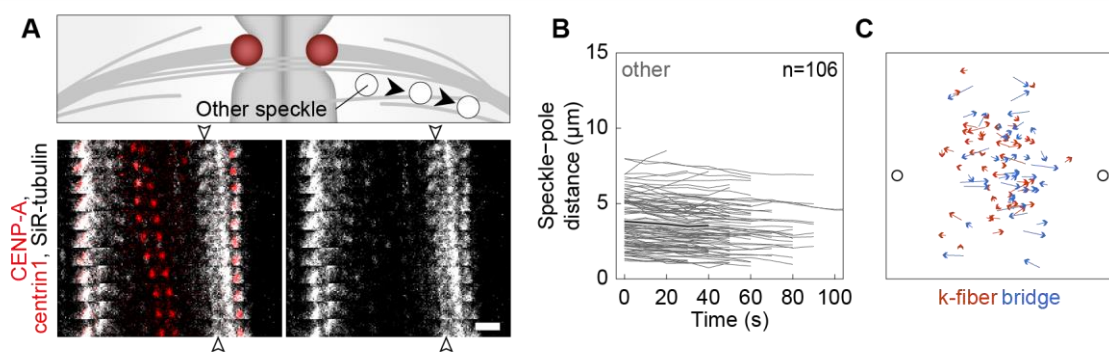 A
Other speckle
CENP-A,
centrin1, SiR-tubulin
B
other
n=106
15
10
5
0
Speckle–pole
distance (µm)
0 20 40 60 80 100
Time (s)
C
k-fiber bridge